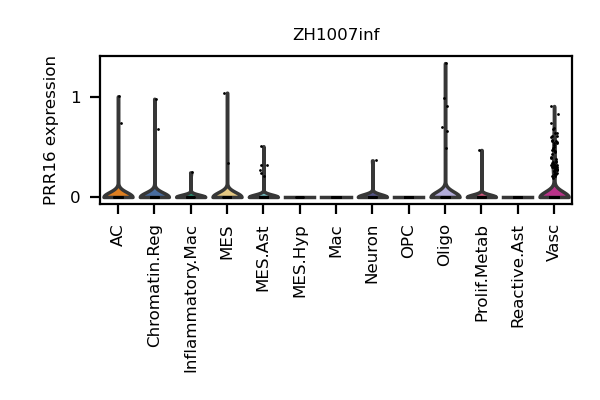 ZH1007inf
PRR16 expression
1
0
AC
Chromatin.Reg
Inflammatory.Mac
MES
MES.Ast
MES.Hyp
Mac
Neuron
OPC
Oligo
Prolif.Metab
Reactive.Ast
Vasc